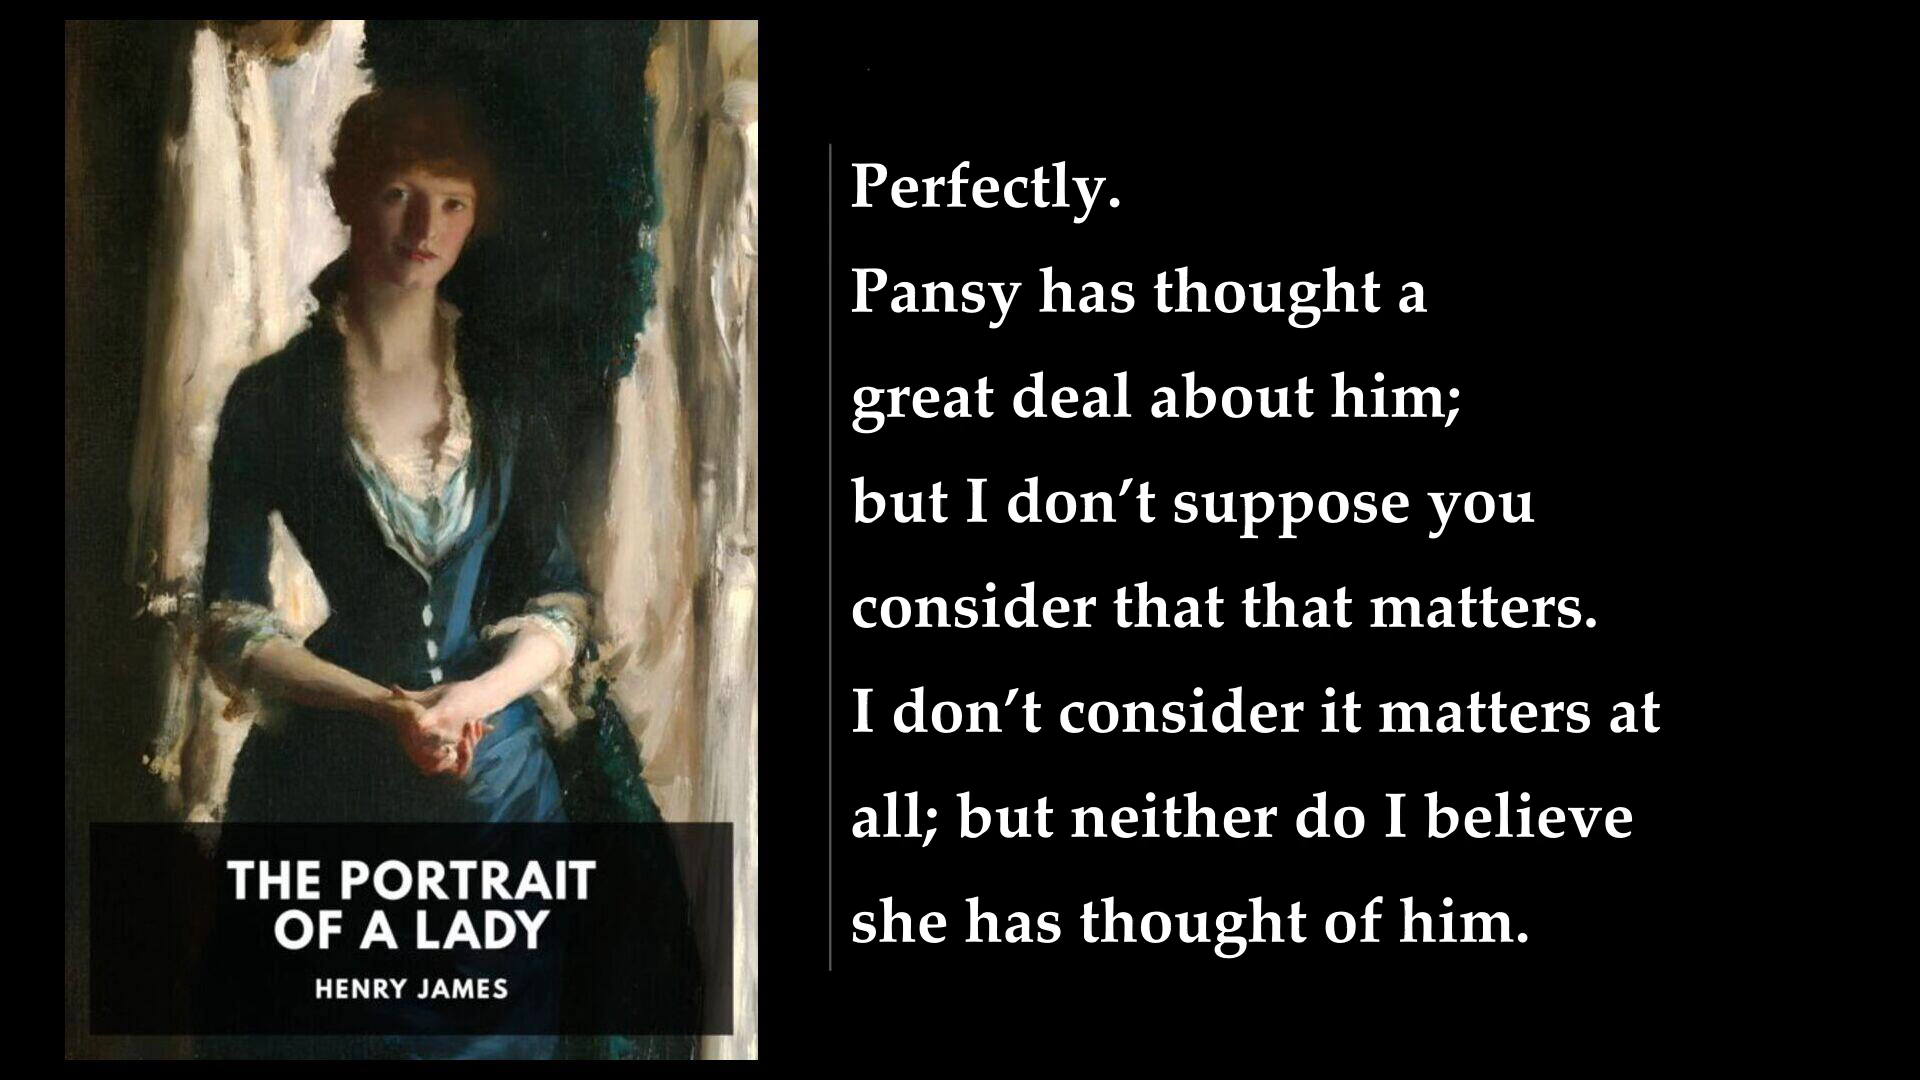 THE PORTRAIT
OF A LADY
HENRY JAMES
Perfectly.
Pansy has thought a
great deal about him;
but I don’t suppose you
consider that that matters.
I don’t consider it matters at
all; but neither do I believe
she has thought of him.